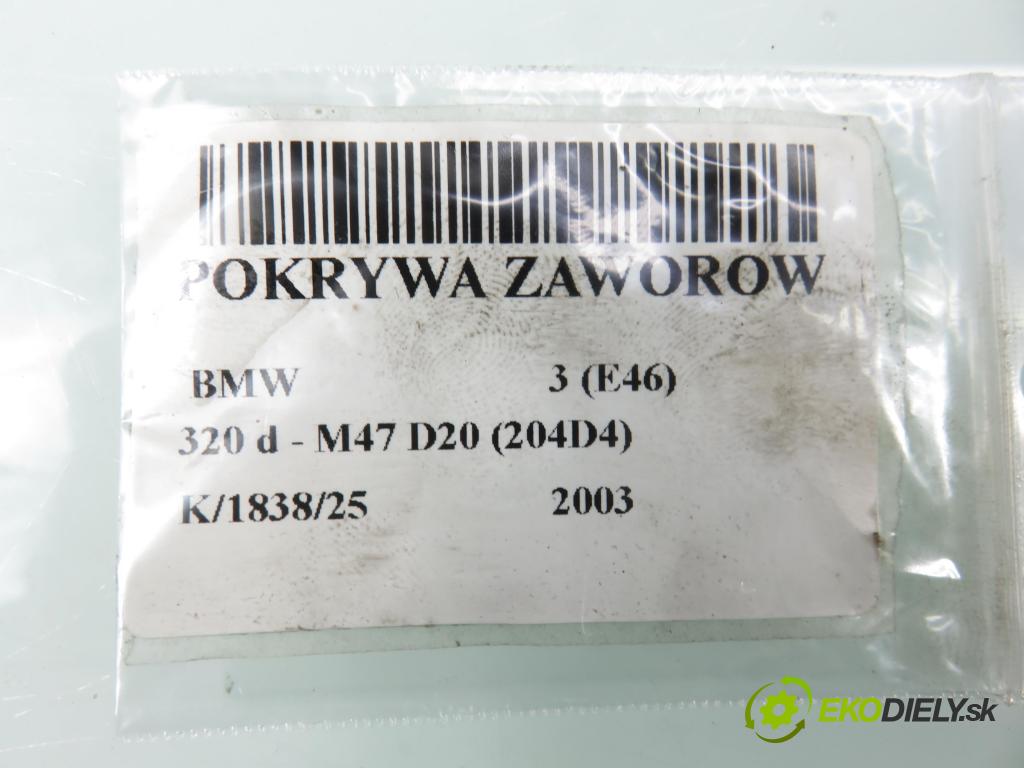 POKRYWA ZAWOROW
BMW 3 (E46)
320 d - M47 D20 (204D4)
K/1838/25 2003
EKODIELY.sk